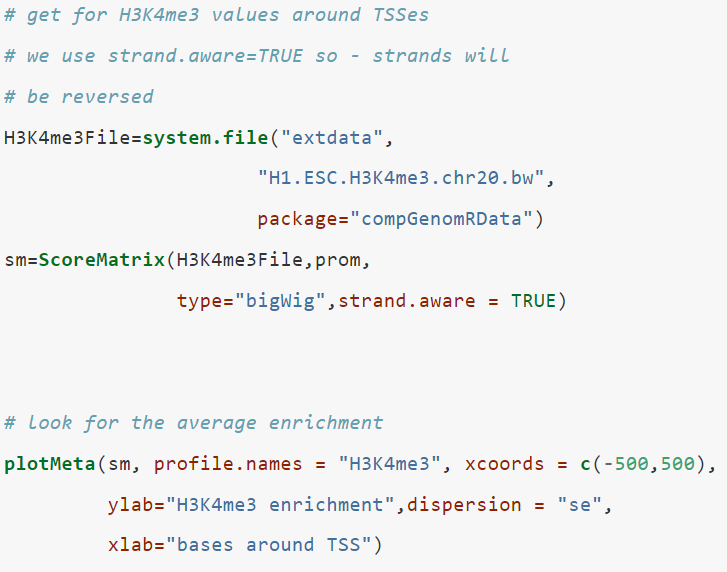 # get for H3K4me3 values around TSSes
# we use strand.aware=TRUE so - strands will
# be reversed
H3K4me3File=system.file("extdata",
"H1.ESC.H3K4me3.chr20.bw",
package="compGenomRData")
sm=ScoreMatrix(H3K4me3File,prom,
type="bigWig",strand.aware = TRUE)
# look for the average enrichment
plotMeta(sm, profile.names = "H3K4me3", xcoords = c(-500,500),
ylab="H3K4me3 enrichment",dispersion = "se",
xlab="bases around TSS")